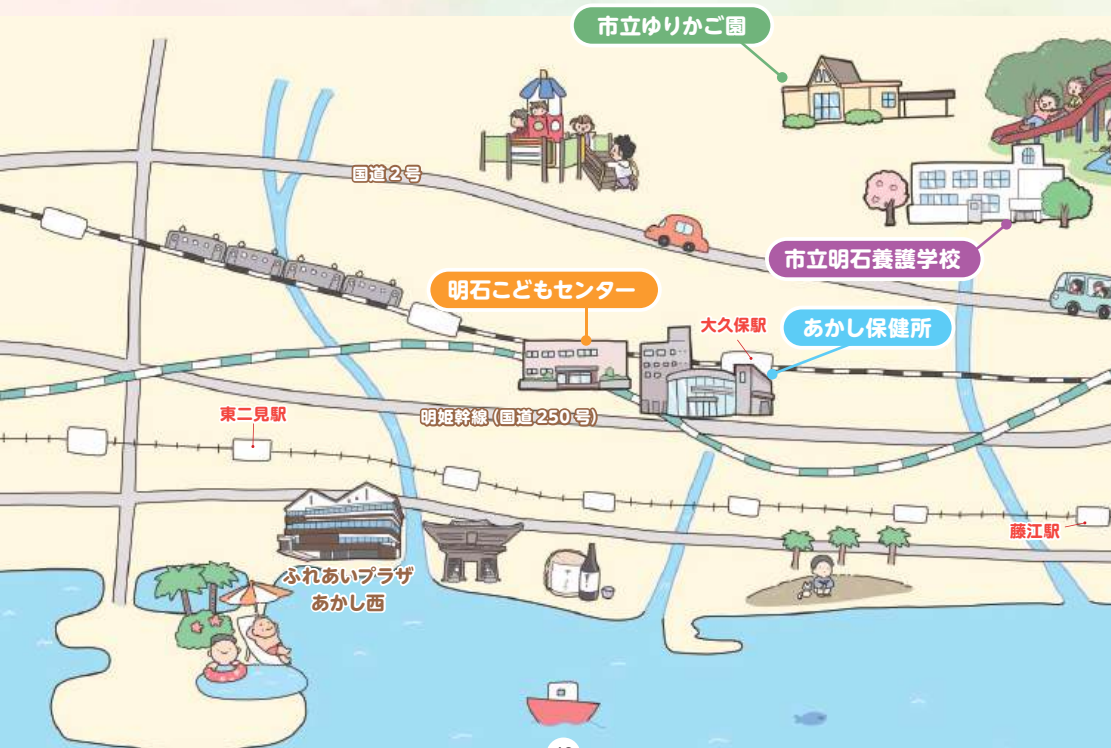 市立ゆりかご園
国道2号
市立明石養護学校
明石こどもセンター
大久保駅
あかし保健所
東二見駅
明姫幹線(国道250号)
藤江駅
ふれあいプラザ
あかし西